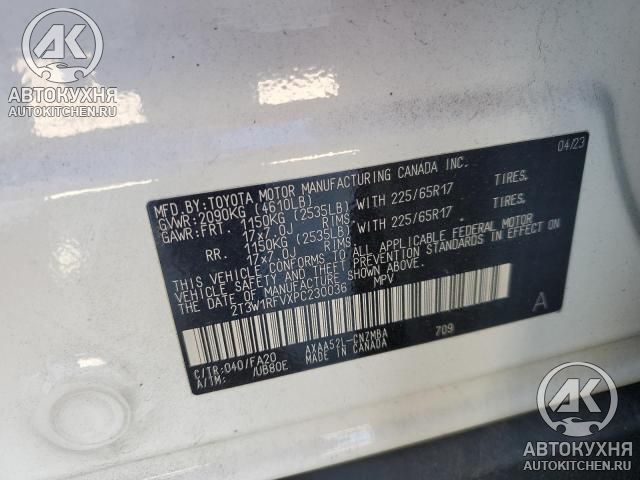 AK
АВТОКУХНЯ
AUTOKITCHEN.RU
MFD.BY:TOYOTA MOTOR MANUFACTURING CANADA INC. 04/23
GVWR:2090KG (4610LB)
GAWR:FRT. 1150KG (2535LB) WITH 225/65R17 TIRES.
17x7.0J RIMS
RR. 1150KG (2535LB) WITH 225/65R17 TIRES.
17x7.0J RIMS
THIS VEHICLE CONFORMS TO ALL APPLICABLE FEDERAL MOTOR
VEHICLE SAFETY AND THEFT PREVENTION STANDARDS IN EFFECT ON
THE DATE OF MANUFACTURE SHOWN ABOVE.
2T3W1RFVXPC230036 MPV
A
C/TR:040/FA20 AXAA52L-CNZMBA 709
A/TM: /UB80E MADE IN CANADA
AK
АВТОКУХНЯ
AUTOKITCHEN.RU